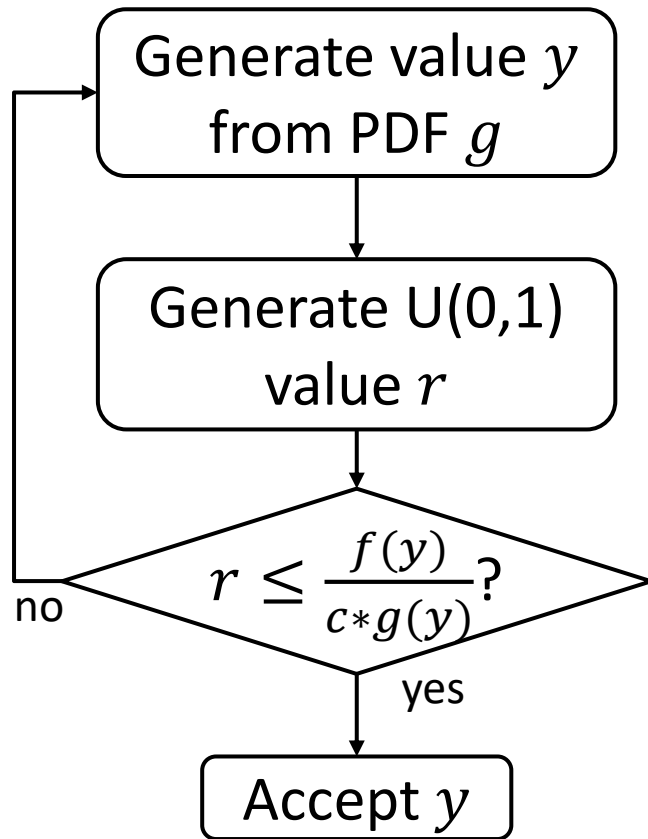 Generate value y
from PDF g
Generate U(0,1)
value r
r ≤ f(y) / c*g(y) ?
no
yes
Accept y